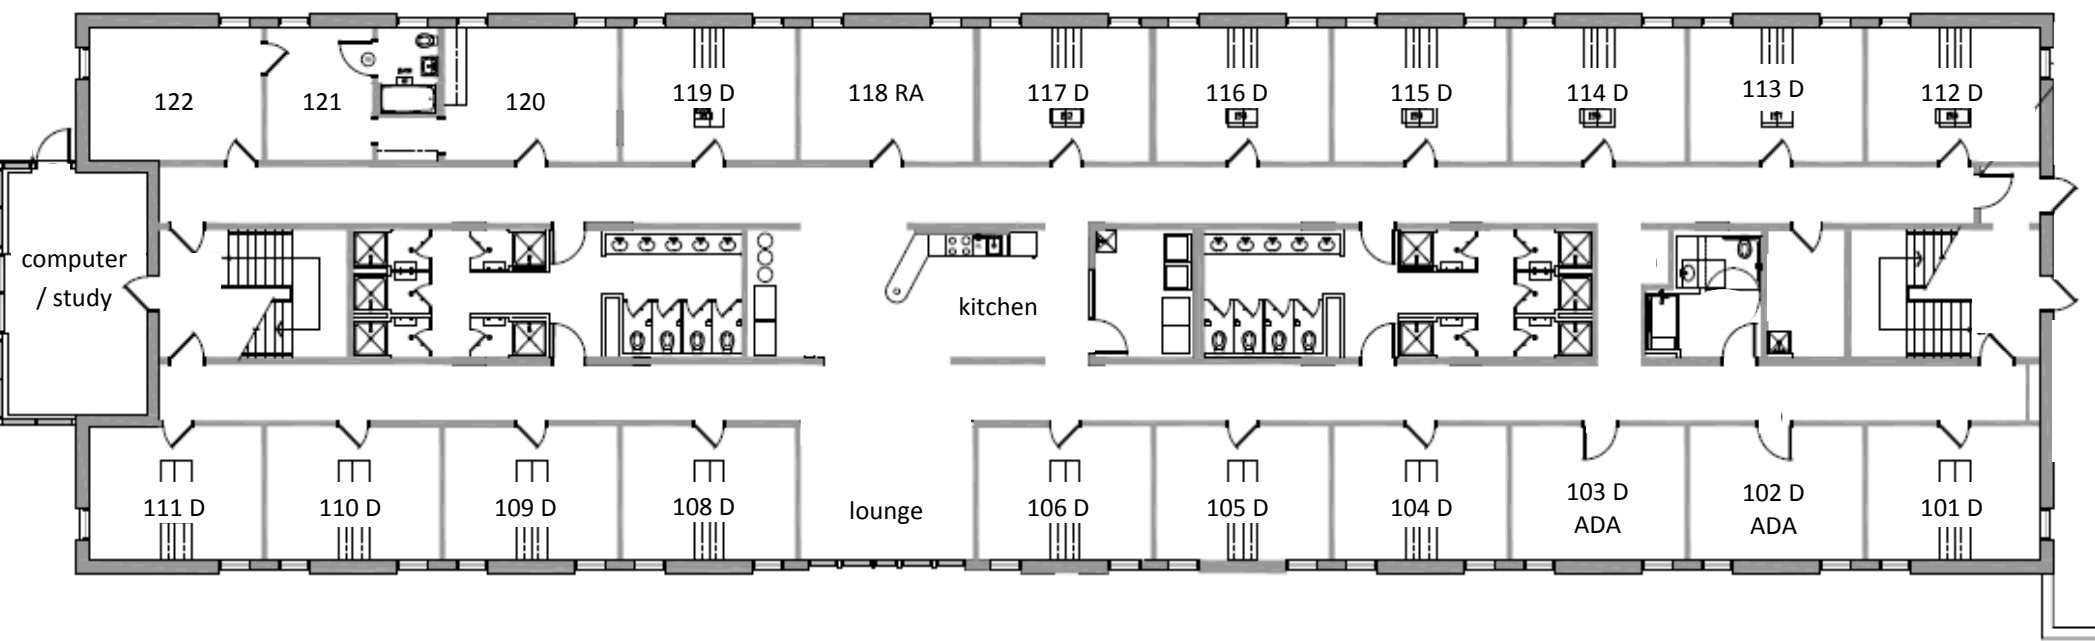 122
121
120
119 D
118 RA
117 D
116 D
115 D
114 D
113 D
112 D
computer
/ study
kitchen
111 D
110 D
109 D
108 D
lounge
106 D
105 D
104 D
103 D
ADA
102 D
ADA
101 D